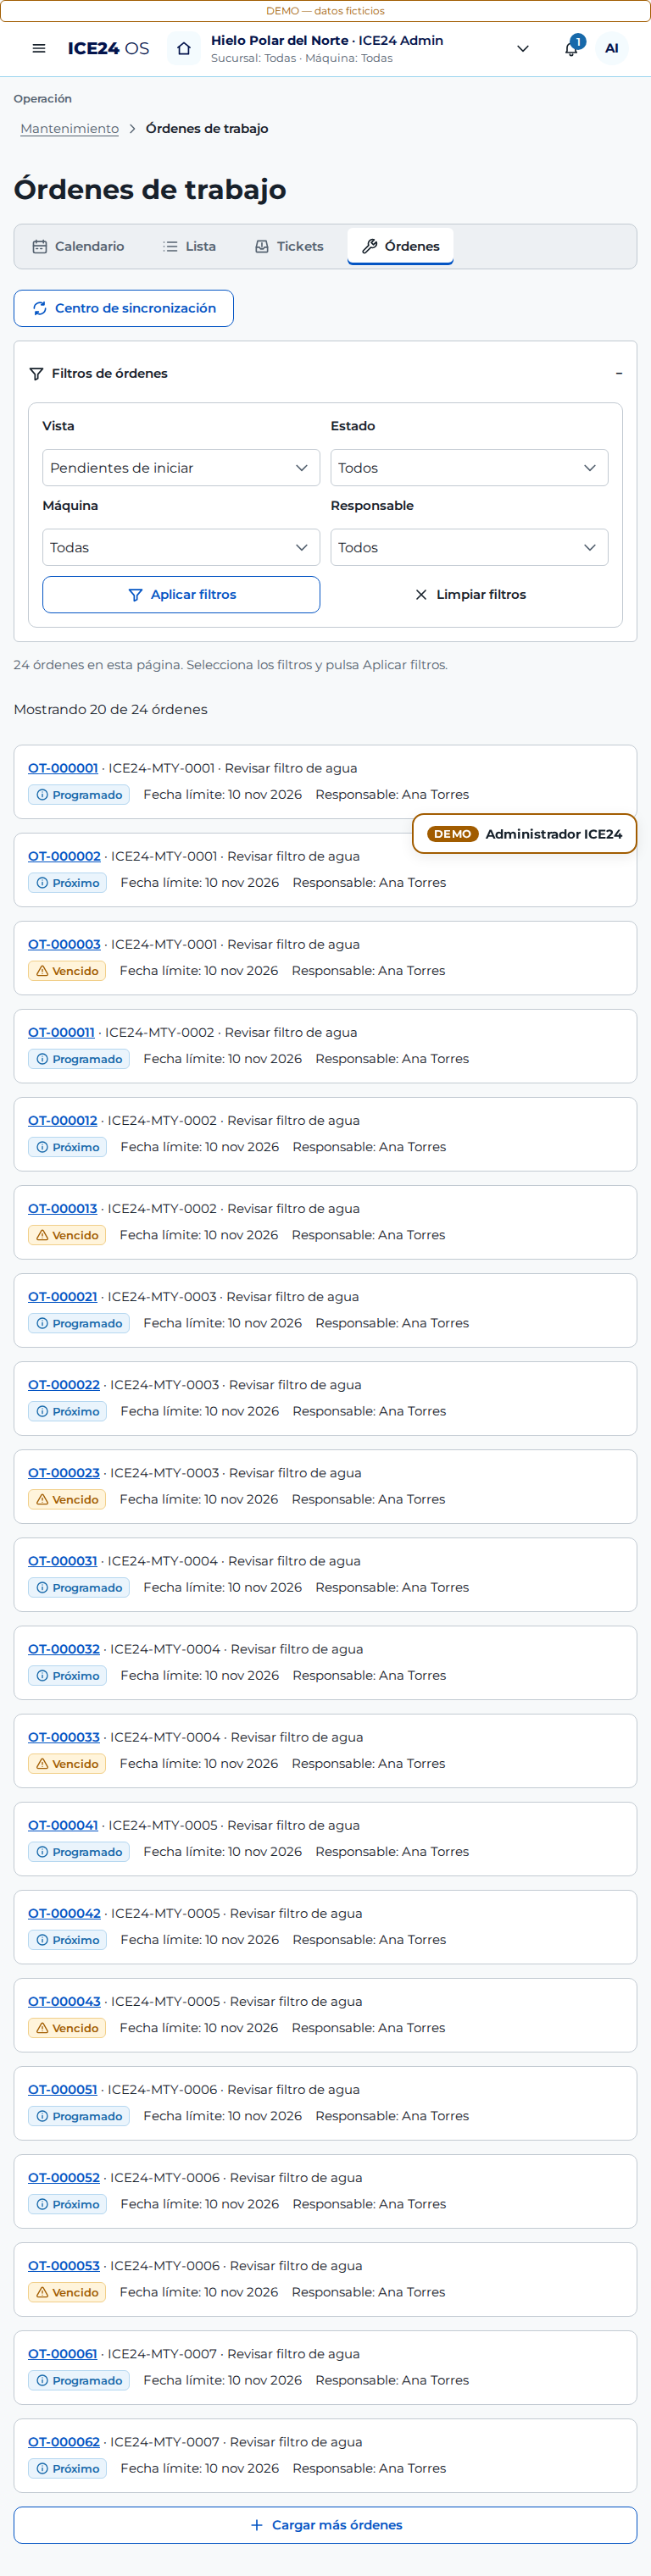 DEMO — datos ficticios
ICE24 OS
Hielo Polar del Norte · ICE24 Admin
Sucursal: Todas · Máquina: Todas
1
AI
Operación
Mantenimiento > Órdenes de trabajo
Órdenes de trabajo
Calendario Lista Tickets Órdenes
Centro de sincronización
Filtros de órdenes –
Vista Estado
Pendientes de iniciar Todos
Máquina Responsable
Todas Todos
Aplicar filtros Limpiar filtros
24 órdenes en esta página. Selecciona los filtros y pulsa Aplicar filtros.
Mostrando 20 de 24 órdenes
OT-000001 · ICE24-MTY-0001 · Revisar filtro de agua
Programado Fecha límite: 10 nov 2026 Responsable: Ana Torres
DEMO Administrador ICE24
OT-000002 · ICE24-MTY-0001 · Revisar filtro de agua
Próximo Fecha límite: 10 nov 2026 Responsable: Ana Torres
OT-000003 · ICE24-MTY-0001 · Revisar filtro de agua
Vencido Fecha límite: 10 nov 2026 Responsable: Ana Torres
OT-000011 · ICE24-MTY-0002 · Revisar filtro de agua
Programado Fecha límite: 10 nov 2026 Responsable: Ana Torres
OT-000012 · ICE24-MTY-0002 · Revisar filtro de agua
Próximo Fecha límite: 10 nov 2026 Responsable: Ana Torres
OT-000013 · ICE24-MTY-0002 · Revisar filtro de agua
Vencido Fecha límite: 10 nov 2026 Responsable: Ana Torres
OT-000021 · ICE24-MTY-0003 · Revisar filtro de agua
Programado Fecha límite: 10 nov 2026 Responsable: Ana Torres
OT-000022 · ICE24-MTY-0003 · Revisar filtro de agua
Próximo Fecha límite: 10 nov 2026 Responsable: Ana Torres
OT-000023 · ICE24-MTY-0003 · Revisar filtro de agua
Vencido Fecha límite: 10 nov 2026 Responsable: Ana Torres
OT-000031 · ICE24-MTY-0004 · Revisar filtro de agua
Programado Fecha límite: 10 nov 2026 Responsable: Ana Torres
OT-000032 · ICE24-MTY-0004 · Revisar filtro de agua
Próximo Fecha límite: 10 nov 2026 Responsable: Ana Torres
OT-000033 · ICE24-MTY-0004 · Revisar filtro de agua
Vencido Fecha límite: 10 nov 2026 Responsable: Ana Torres
OT-000041 · ICE24-MTY-0005 · Revisar filtro de agua
Programado Fecha límite: 10 nov 2026 Responsable: Ana Torres
OT-000042 · ICE24-MTY-0005 · Revisar filtro de agua
Próximo Fecha límite: 10 nov 2026 Responsable: Ana Torres
OT-000043 · ICE24-MTY-0005 · Revisar filtro de agua
Vencido Fecha límite: 10 nov 2026 Responsable: Ana Torres
OT-000051 · ICE24-MTY-0006 · Revisar filtro de agua
Programado Fecha límite: 10 nov 2026 Responsable: Ana Torres
OT-000052 · ICE24-MTY-0006 · Revisar filtro de agua
Próximo Fecha límite: 10 nov 2026 Responsable: Ana Torres
OT-000053 · ICE24-MTY-0006 · Revisar filtro de agua
Vencido Fecha límite: 10 nov 2026 Responsable: Ana Torres
OT-000061 · ICE24-MTY-0007 · Revisar filtro de agua
Programado Fecha límite: 10 nov 2026 Responsable: Ana Torres
OT-000062 · ICE24-MTY-0007 · Revisar filtro de agua
Próximo Fecha límite: 10 nov 2026 Responsable: Ana Torres
+ Cargar más órdenes